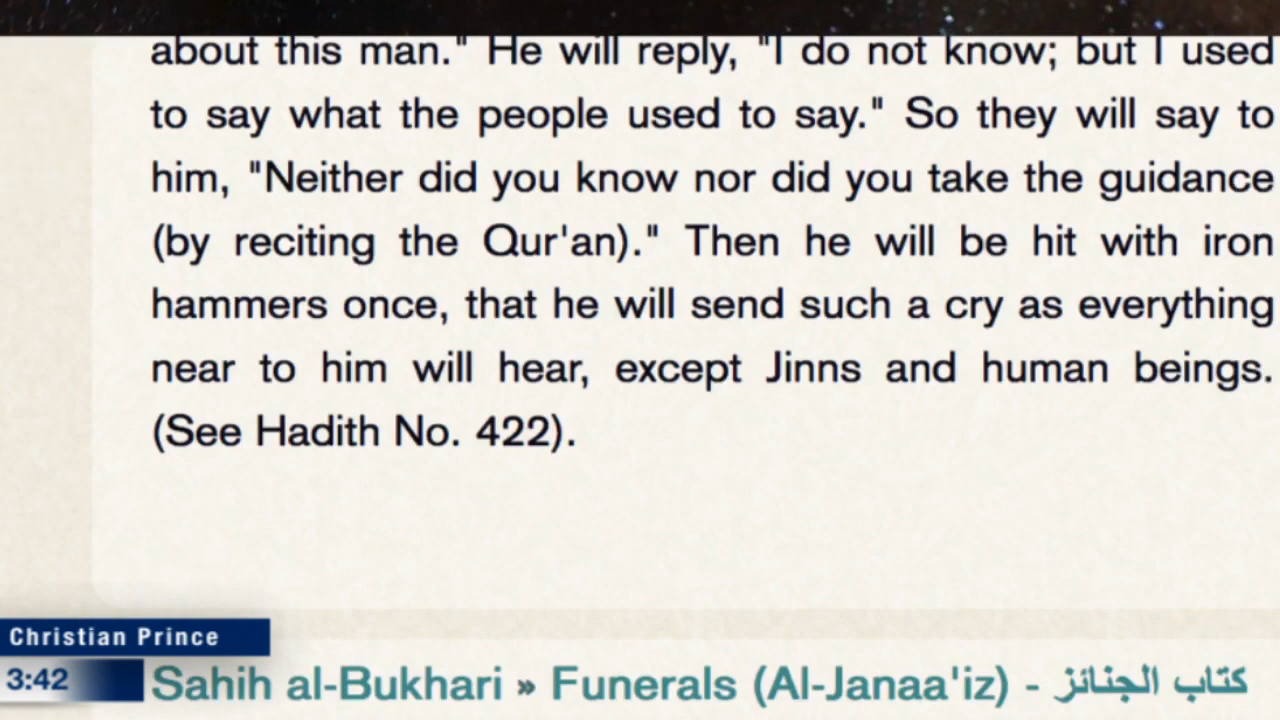 about this man." He will reply, "I do not know; but I used
to say what the people used to say." So they will say to
him, "Neither did you know nor did you take the guidance
(by reciting the Qur'an)." Then he will be hit with iron
hammers once, that he will send such a cry as everything
near to him will hear, except Jinns and human beings.
(See Hadith No. 422).
Christian Prince
3:42
Sahih al-Bukhari » Funerals (Al-Janaa'iz) - كتاب الجنائز